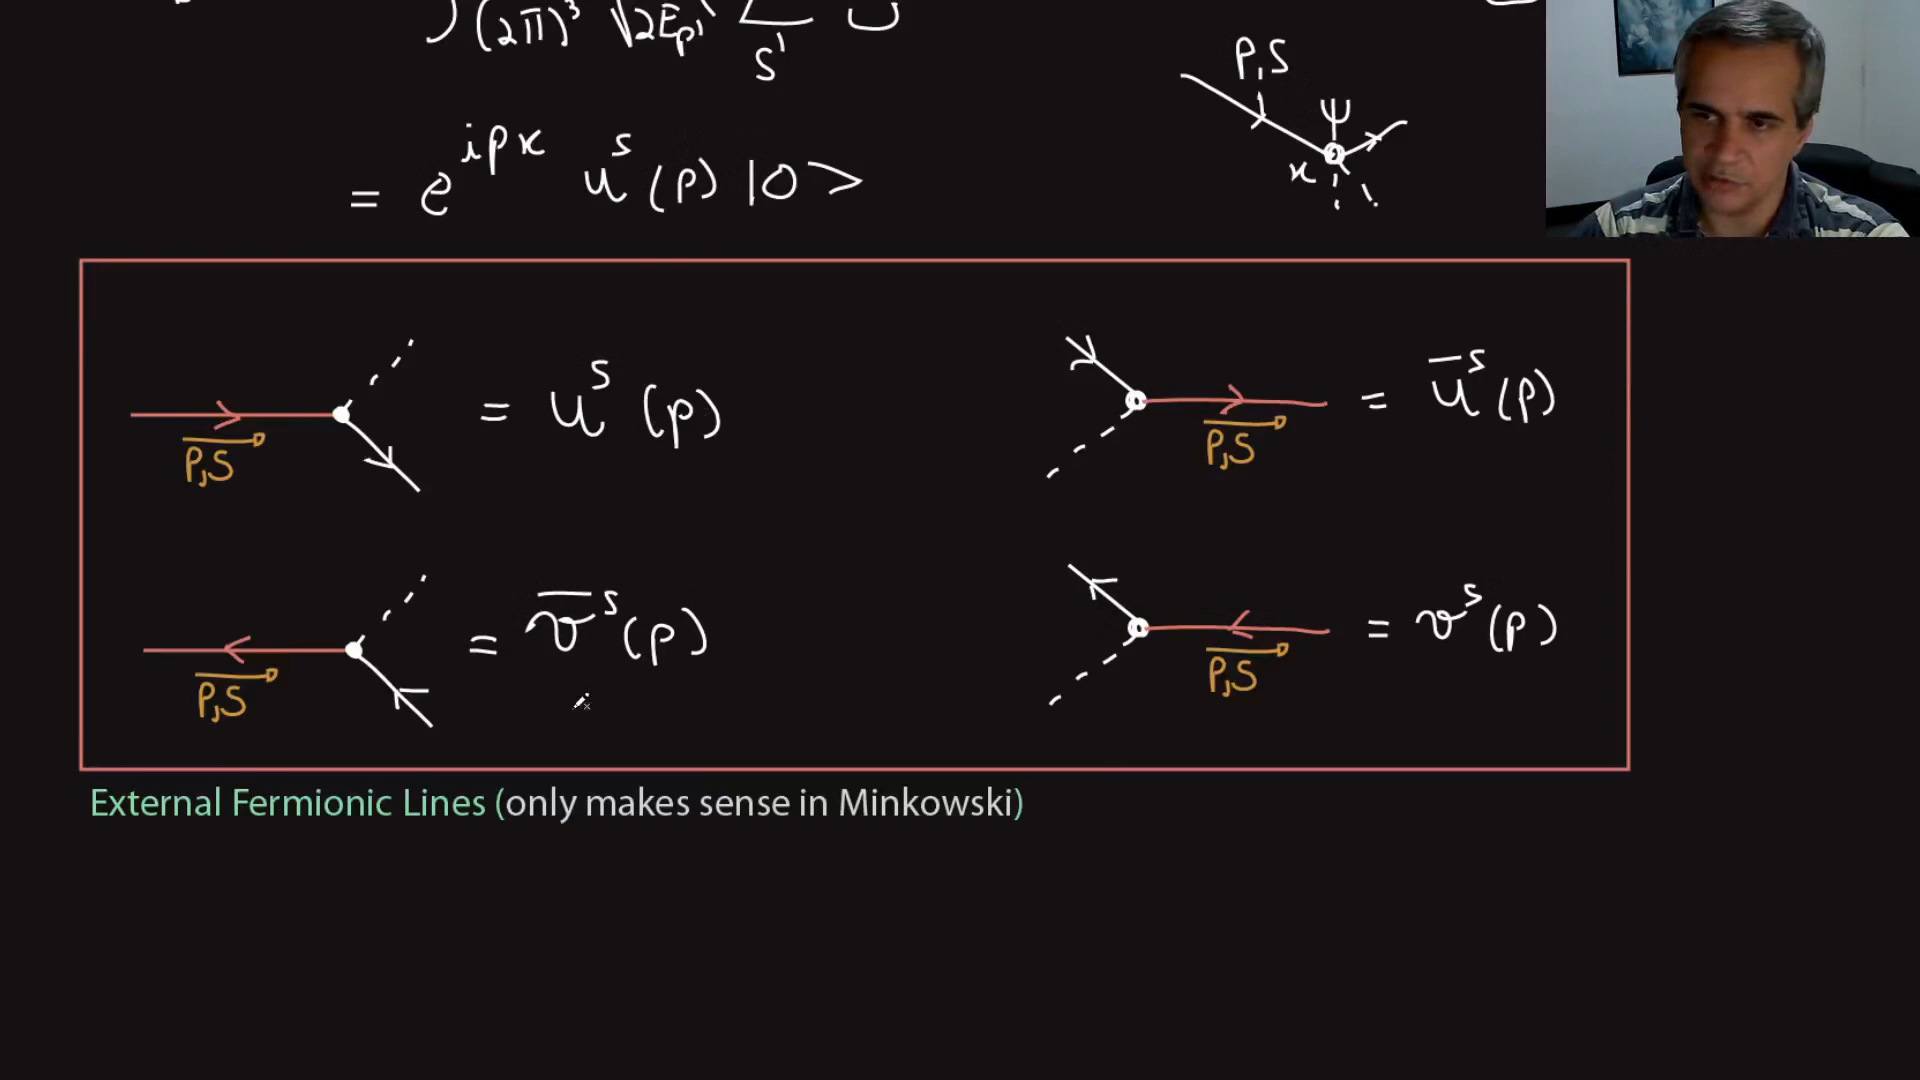 ∫ (2π)³ √2Eₚ' Σ
s'
P,S
Ψ
x
= e^{ipx} u^s (p) |0>
= u^s (p)
P,S
= ū^s (p)
P,S
= v̄^s (p)
P,S
= v^s (p)
P,S
External Fermionic Lines (only makes sense in Minkowski)